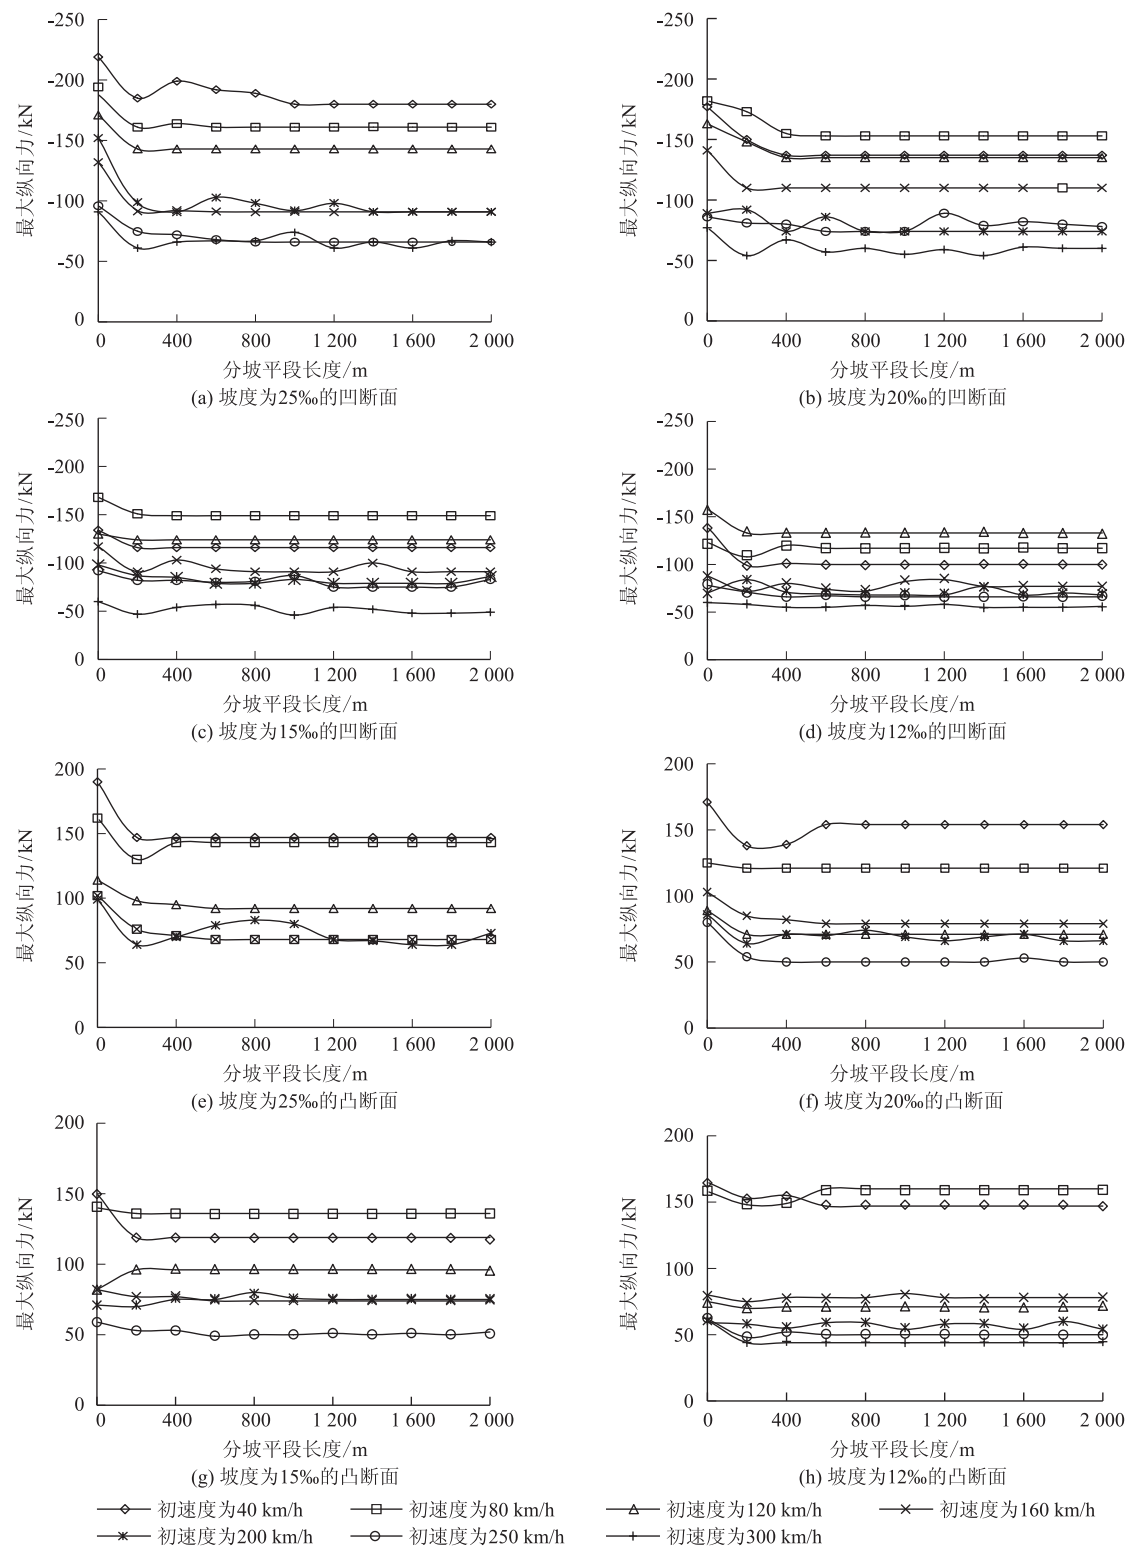 -250
-200
-150
-100
-50
0
最大纵向力/kN
0 400 800 1 200 1 600 2 000
分坡平段长度/m
(a) 坡度为25‰的凹断面
-250
-200
-150
-100
-50
0
最大纵向力/kN
0 400 800 1 200 1 600 2 000
分坡平段长度/m
(b) 坡度为20‰的凹断面
-250
-200
-150
-100
-50
0
最大纵向力/kN
0 400 800 1 200 1 600 2 000
分坡平段长度/m
(c) 坡度为15‰的凹断面
-250
-200
-150
-100
-50
0
最大纵向力/kN
0 400 800 1 200 1 600 2 000
分坡平段长度/m
(d) 坡度为12‰的凹断面
200
150
100
50
0
最大纵向力/kN
0 400 800 1 200 1 600 2 000
分坡平段长度/m
(e) 坡度为25‰的凸断面
200
150
100
50
0
最大纵向力/kN
0 400 800 1 200 1 600 2 000
分坡平段长度/m
(f) 坡度为20‰的凸断面
200
150
100
50
0
最大纵向力/kN
0 400 800 1 200 1 600 2 000
分坡平段长度/m
(g) 坡度为15‰的凸断面
200
150
100
50
0
最大纵向力/kN
0 400 800 1 200 1 600 2 000
分坡平段长度/m
(h) 坡度为12‰的凸断面
初速度为40 km/h 初速度为80 km/h 初速度为120 km/h 初速度为160 km/h
初速度为200 km/h 初速度为250 km/h 初速度为300 km/h